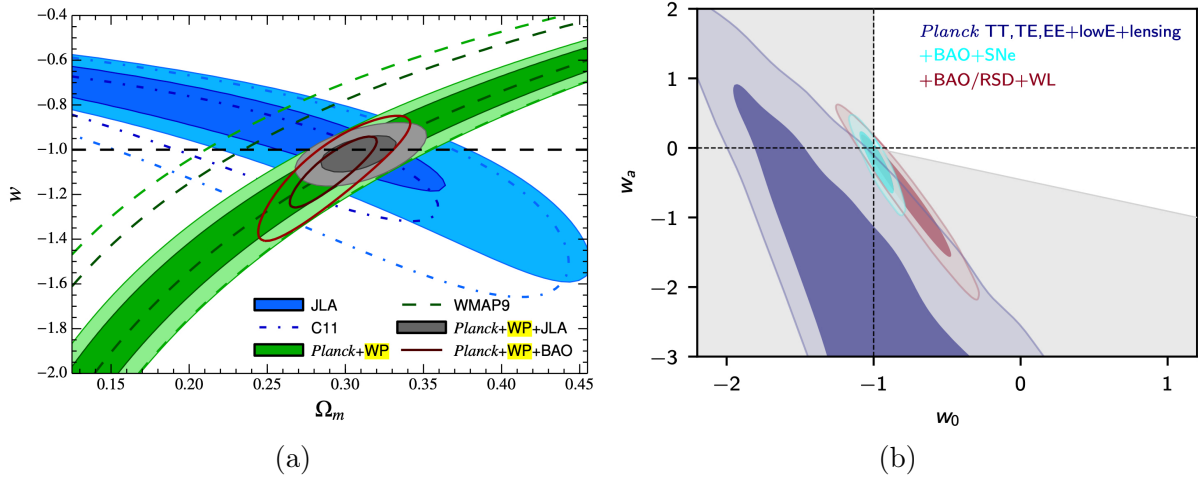 −0.4
−0.6
−0.8
−1.0
−1.2
−1.4
−1.6
−1.8
−2.0
w
0.15 0.20 0.25 0.30 0.35 0.40 0.45
Ω_m
JLA
C11
Planck+WP
WMAP9
Planck+WP+JLA
Planck+WP+BAO
(a)
Planck TT,TE,EE+lowE+lensing
+BAO+SNe
+BAO/RSD+WL
2
1
0
−1
−2
−3
w_a
−2 −1 0 1
w_0
(b)